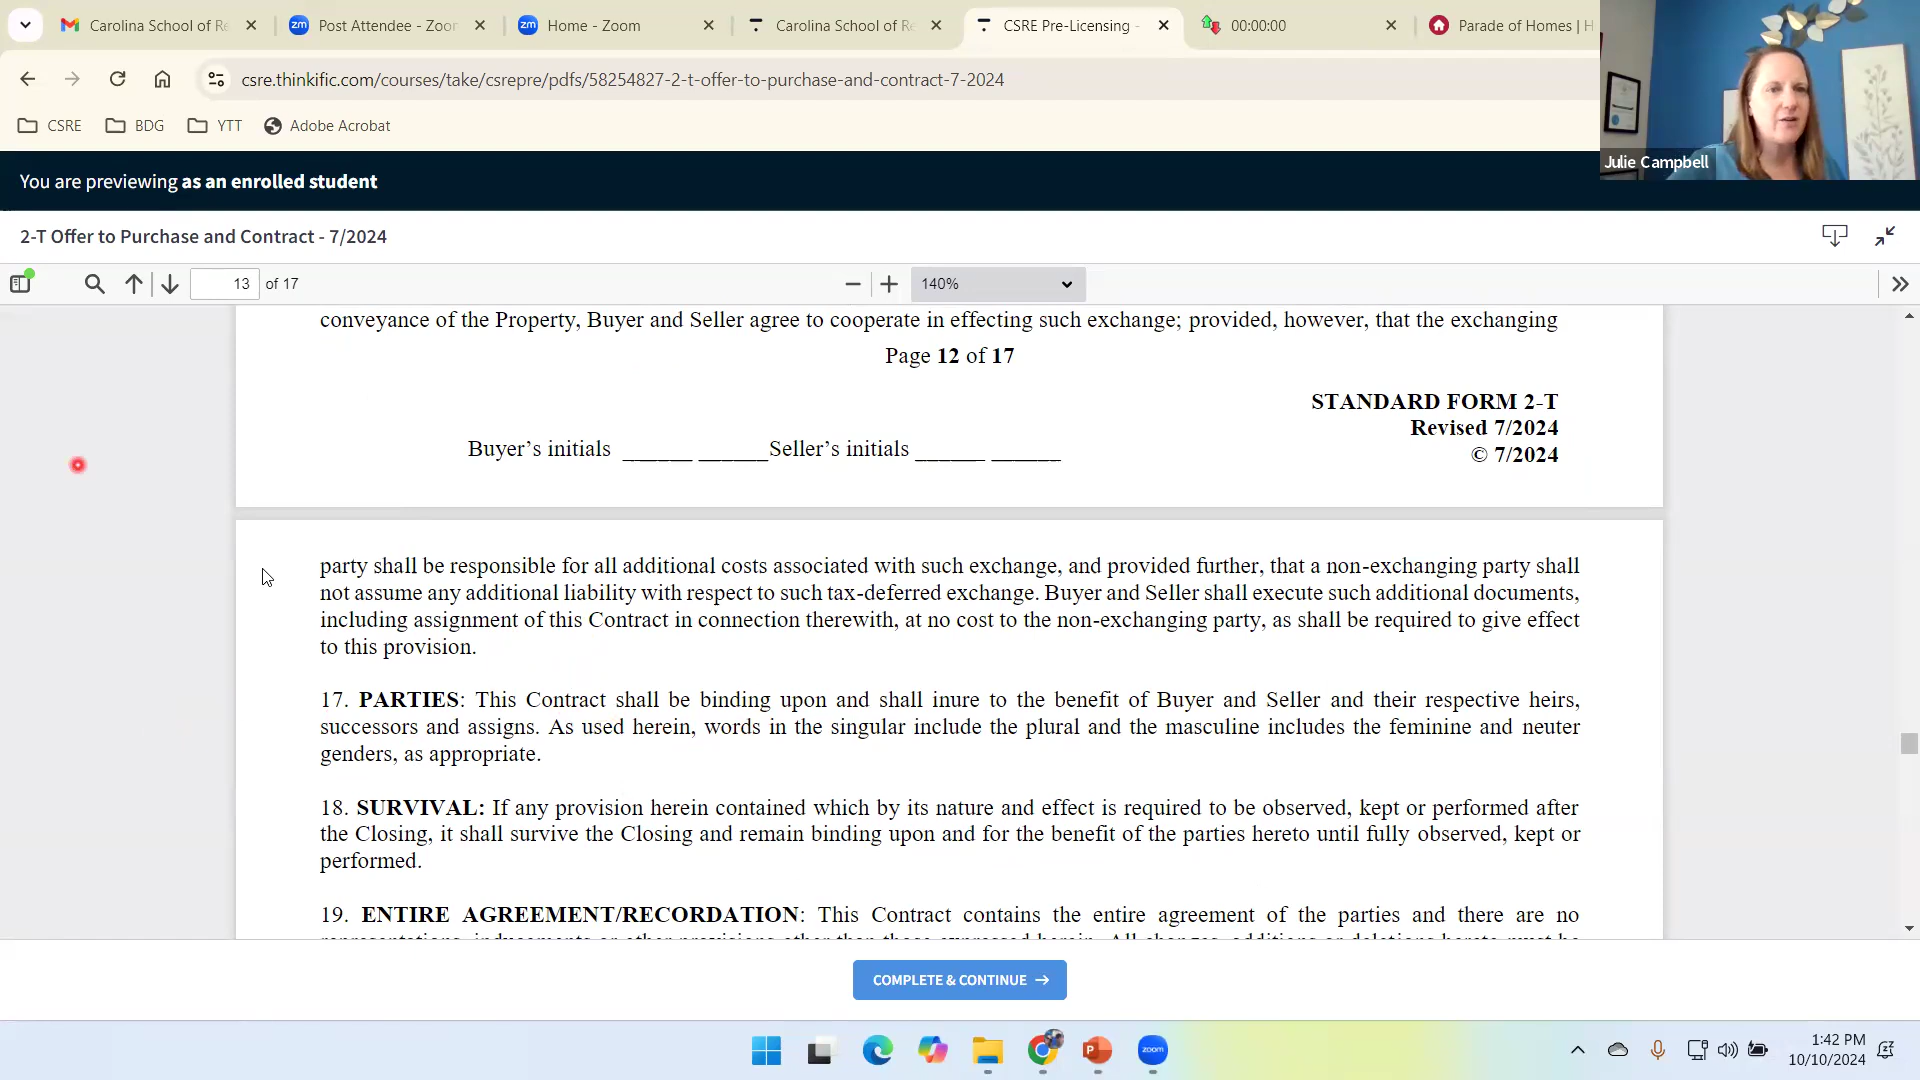 Carolina School of Re
Post Attendee - Zoom
Home - Zoom
Carolina School of Re
CSRE Pre-Licensing -
00:00:00
Parade of Homes | H
csre.thinkific.com/courses/take/csrepre/pdfs/58254827-2-t-offer-to-purchase-and-contract-7-2024
CSRE
BDG
YTT
Adobe Acrobat
Julie Campbell
You are previewing as an enrolled student
2-T Offer to Purchase and Contract - 7/2024
13 of 17
140%
conveyance of the Property, Buyer and Seller agree to cooperate in effecting such exchange; provided, however, that the exchanging
Page 12 of 17
STANDARD FORM 2-T
Revised 7/2024
© 7/2024
Buyer's initials ______ ______ Seller's initials ______ ______
party shall be responsible for all additional costs associated with such exchange, and provided further, that a non-exchanging party shall
not assume any additional liability with respect to such tax-deferred exchange. Buyer and Seller shall execute such additional documents,
including assignment of this Contract in connection therewith, at no cost to the non-exchanging party, as shall be required to give effect
to this provision.
17. PARTIES: This Contract shall be binding upon and shall inure to the benefit of Buyer and Seller and their respective heirs,
successors and assigns. As used herein, words in the singular include the plural and the masculine includes the feminine and neuter
genders, as appropriate.
18. SURVIVAL: If any provision herein contained which by its nature and effect is required to be observed, kept or performed after
the Closing, it shall survive the Closing and remain binding upon and for the benefit of the parties hereto until fully observed, kept or
performed.
19. ENTIRE AGREEMENT/RECORDATION: This Contract contains the entire agreement of the parties and there are no
COMPLETE & CONTINUE
zoom
1:42 PM
10/10/2024